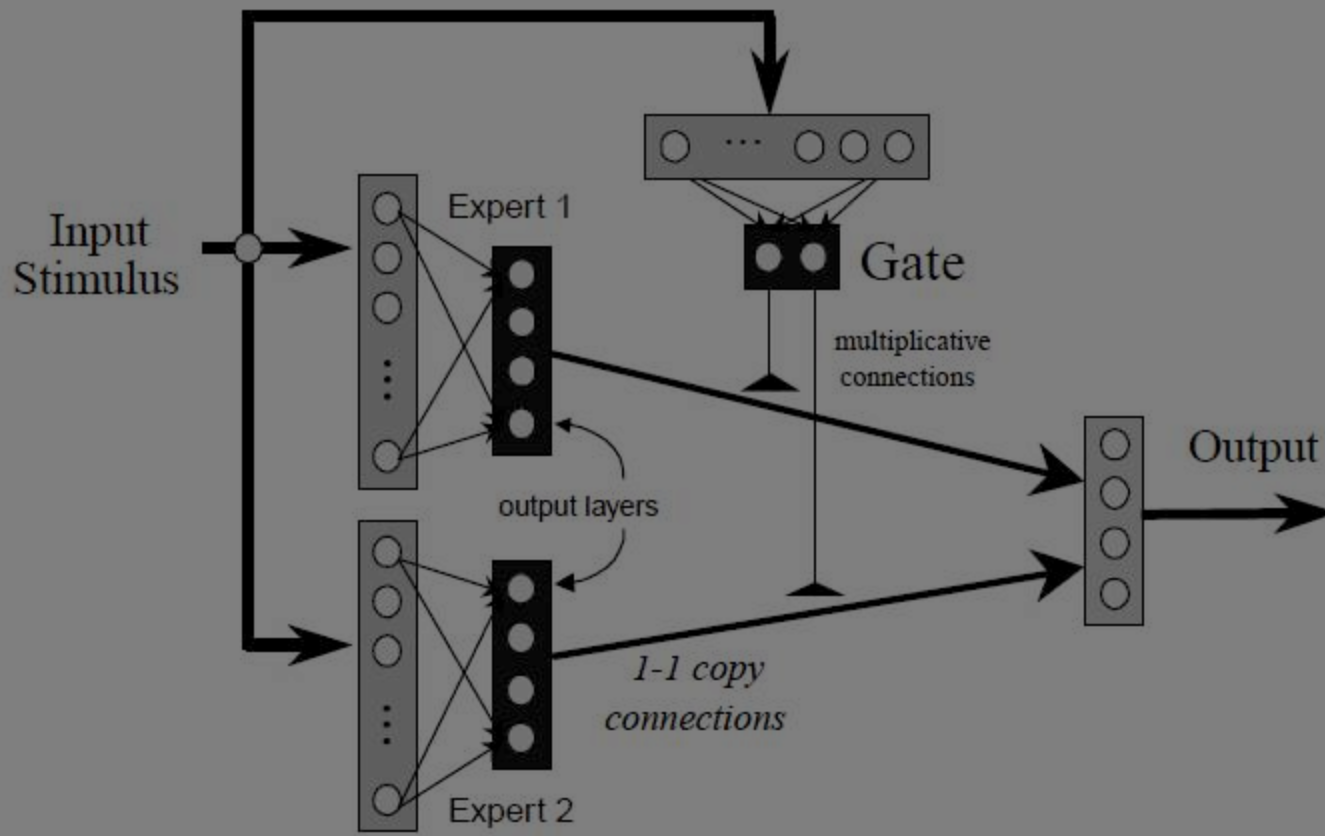 Input
Stimulus
Expert 1
...
Gate
multiplicative
connections
output layers
Output
1-1 copy
connections
Expert 2